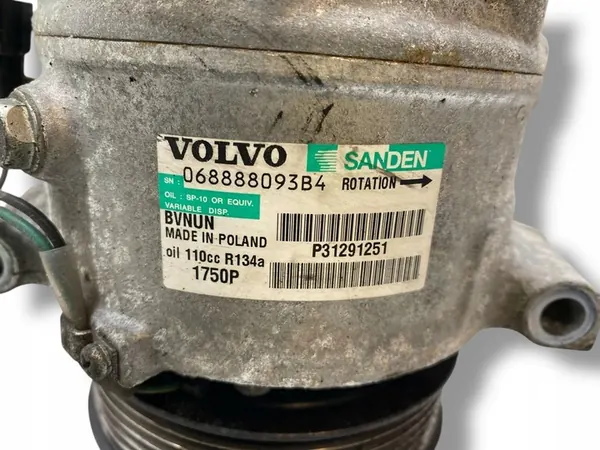 VOLVO SANDEN
SN : 068888093B4 ROTATION
OIL : SP-10 OR EQUIV.
VARIABLE DISP.
BVNUN
MADE IN POLAND P31291251
oil 110cc R134a
1750P